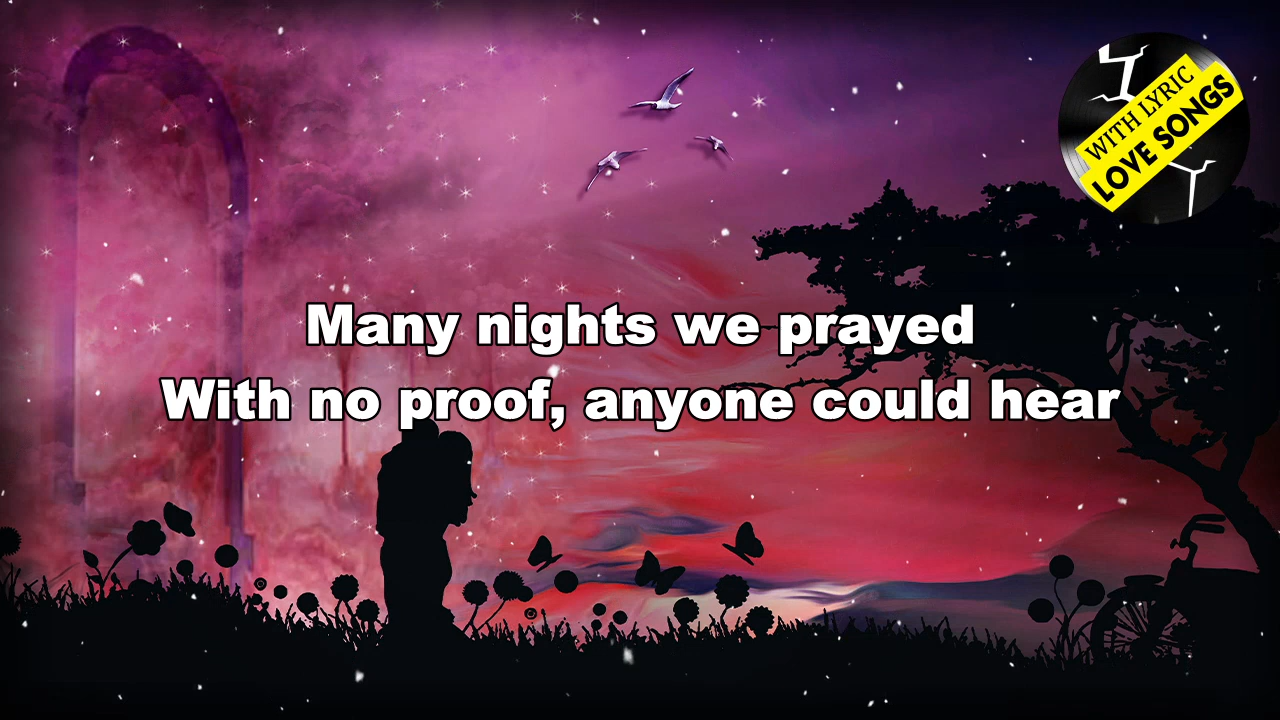 WITH LYRIC
LOVE SONGS
Many nights we prayed
With no proof, anyone could hear